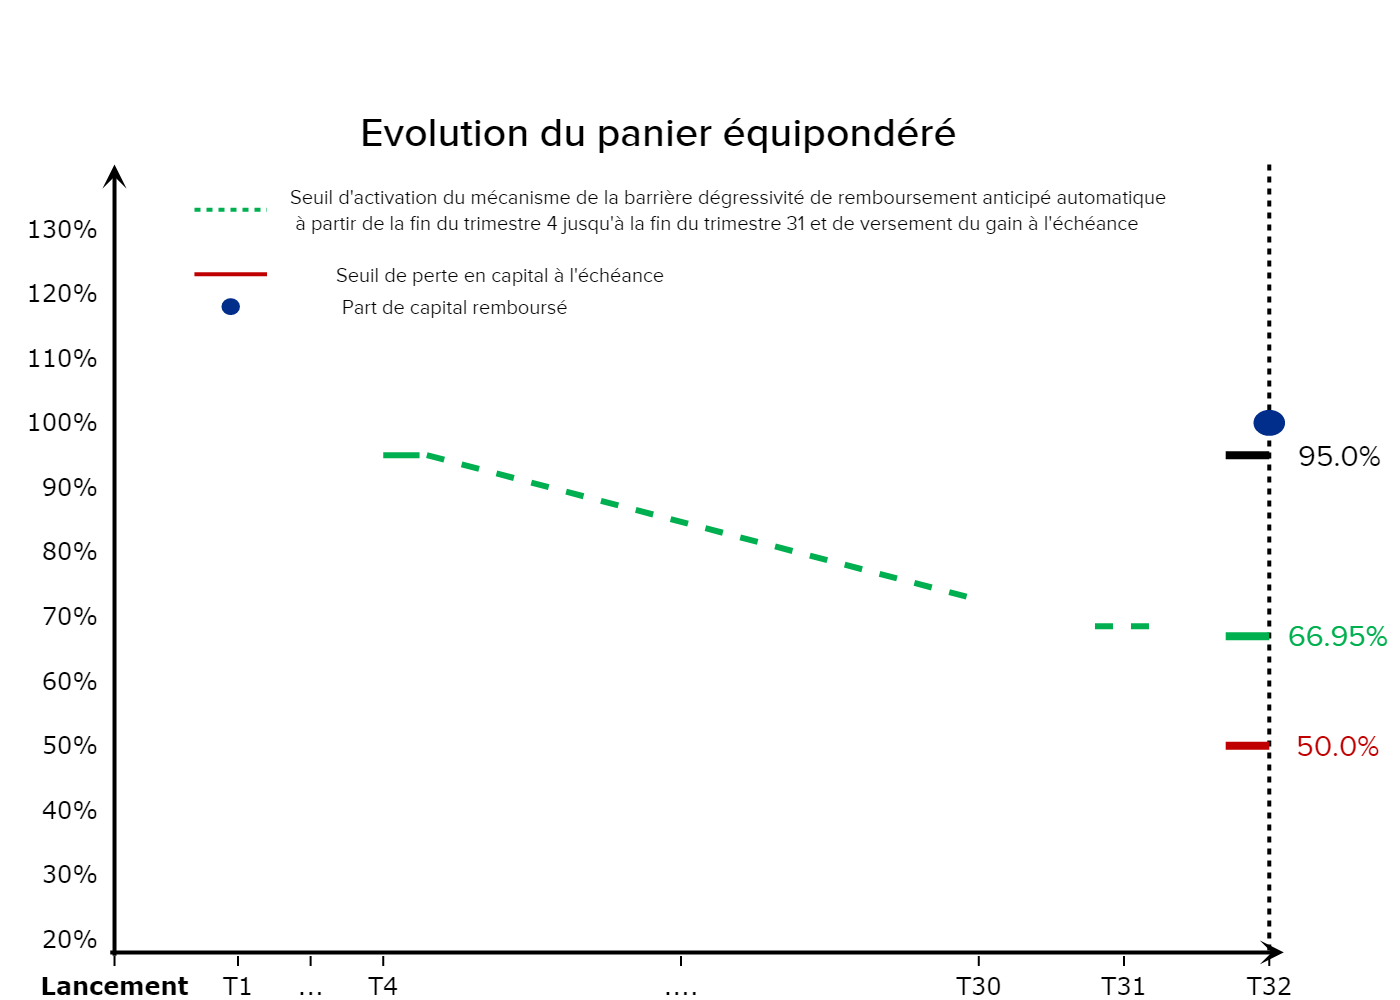 Evolution du panier équipondéré
Seuil d'activation du mécanisme de la barrière dégressivité de remboursement anticipé automatique
à partir de la fin du trimestre 4 jusqu'à la fin du trimestre 31 et de versement du gain à l'échéance
Seuil de perte en capital à l'échéance
Part de capital remboursé
130%
120%
110%
100%
90%
80%
70%
60%
50%
40%
30%
20%
95.0%
66.95%
50.0%
Lancement T1 ... T4 .... T30 T31 T32